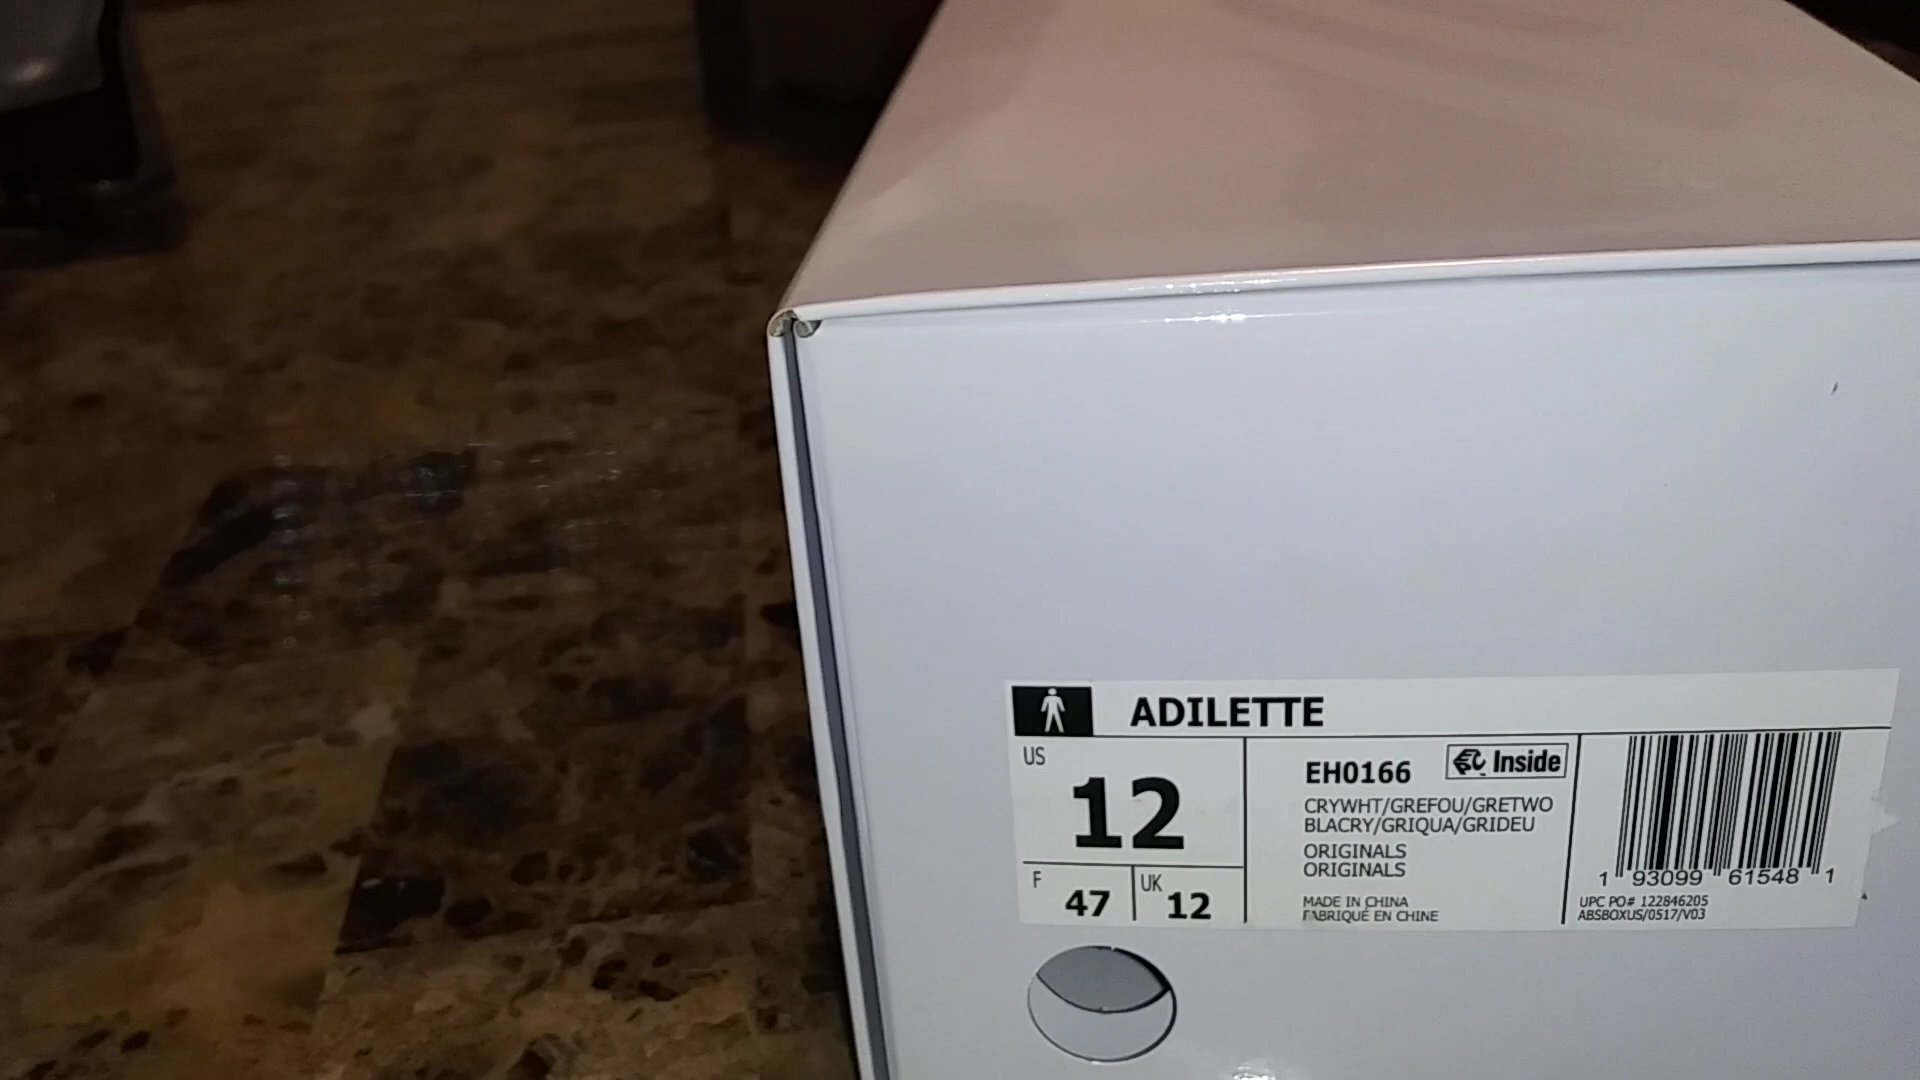 ADILETTE
US
12
F 47
UK 12
EH0166
Inside
CRYWHT/GREFOU/GRETWO
BLACRY/GRIQUA/GRIDEU
ORIGINALS
ORIGINALS
MADE IN CHINA
FABRIQUÉ EN CHINE
1 93099 61548 1
UPC PO# 122846205
ABSBOXUS/0517/V03